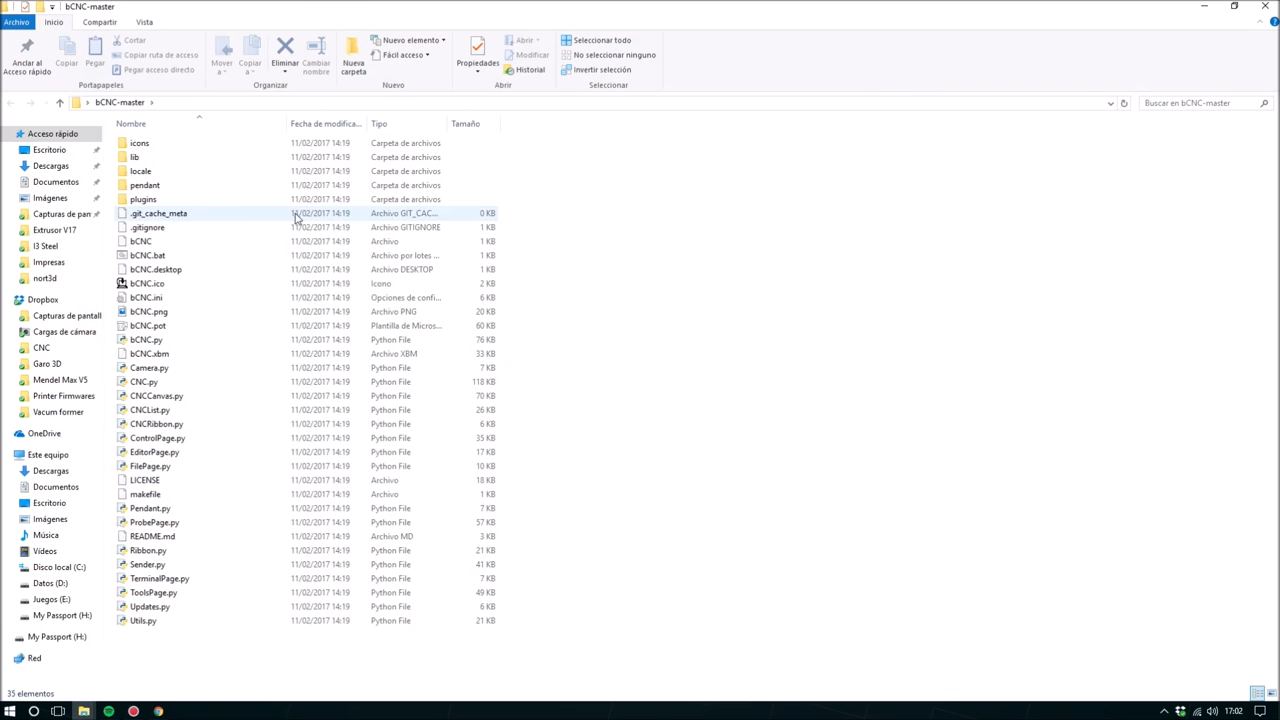 bCNC-master
Archivo Inicio Compartir Vista
Anclar al Acceso rápido
Copiar
Pegar
Cortar
Copiar ruta de acceso
Pegar acceso directo
Portapapeles
Mover a
Copiar a
Eliminar
Cambiar nombre
Organizar
Nueva carpeta
Nuevo elemento
Fácil acceso
Nuevo
Propiedades
Abrir
Modificar
Historial
Abrir
Seleccionar todo
No seleccionar ninguno
Invertir selección
Seleccionar
bCNC-master
Buscar en bCNC-master
Acceso rápido
Escritorio
Descargas
Documentos
Imágenes
Capturas de pan
Extrusor V17
I3 Steel
Impresas
nort3d
Dropbox
Capturas de pantall
Cargas de cámara
CNC
Garo 3D
Mendel Max V5
Printer Firmwares
Vacum former
OneDrive
Este equipo
Descargas
Documentos
Escritorio
Imágenes
Música
Vídeos
Disco local (C:)
Datos (D:)
Juegos (E:)
My Passport (H:)
My Passport (H:)
Red
Nombre Fecha de modifica... Tipo Tamaño
icons 11/02/2017 14:19 Carpeta de archivos
lib 11/02/2017 14:19 Carpeta de archivos
locale 11/02/2017 14:19 Carpeta de archivos
pendant 11/02/2017 14:19 Carpeta de archivos
plugins 11/02/2017 14:19 Carpeta de archivos
.git_cache_meta 11/02/2017 14:19 Archivo GIT_CAC... 0 KB
.gitignore 11/02/2017 14:19 Archivo GITIGNORE 1 KB
bCNC 11/02/2017 14:19 Archivo 1 KB
bCNC.bat 11/02/2017 14:19 Archivo por lotes ... 1 KB
bCNC.desktop 11/02/2017 14:19 Archivo DESKTOP 1 KB
bCNC.ico 11/02/2017 14:19 Icono 2 KB
bCNC.ini 11/02/2017 14:19 Opciones de confi... 6 KB
bCNC.png 11/02/2017 14:19 Archivo PNG 20 KB
bCNC.pot 11/02/2017 14:19 Plantilla de Micros... 60 KB
bCNC.py 11/02/2017 14:19 Python File 76 KB
bCNC.xbm 11/02/2017 14:19 Archivo XBM 33 KB
Camera.py 11/02/2017 14:19 Python File 7 KB
CNC.py 11/02/2017 14:19 Python File 118 KB
CNCCanvas.py 11/02/2017 14:19 Python File 70 KB
CNCList.py 11/02/2017 14:19 Python File 26 KB
CNCRibbon.py 11/02/2017 14:19 Python File 6 KB
ControlPage.py 11/02/2017 14:19 Python File 35 KB
EditorPage.py 11/02/2017 14:19 Python File 17 KB
FilePage.py 11/02/2017 14:19 Python File 10 KB
LICENSE 11/02/2017 14:19 Archivo 18 KB
makefile 11/02/2017 14:19 Archivo 1 KB
Pendant.py 11/02/2017 14:19 Python File 7 KB
ProbePage.py 11/02/2017 14:19 Python File 57 KB
README.md 11/02/2017 14:19 Archivo MD 3 KB
Ribbon.py 11/02/2017 14:19 Python File 21 KB
Sender.py 11/02/2017 14:19 Python File 41 KB
TerminalPage.py 11/02/2017 14:19 Python File 7 KB
ToolsPage.py 11/02/2017 14:19 Python File 49 KB
Updates.py 11/02/2017 14:19 Python File 6 KB
Utils.py 11/02/2017 14:19 Python File 21 KB
35 elementos
17:02